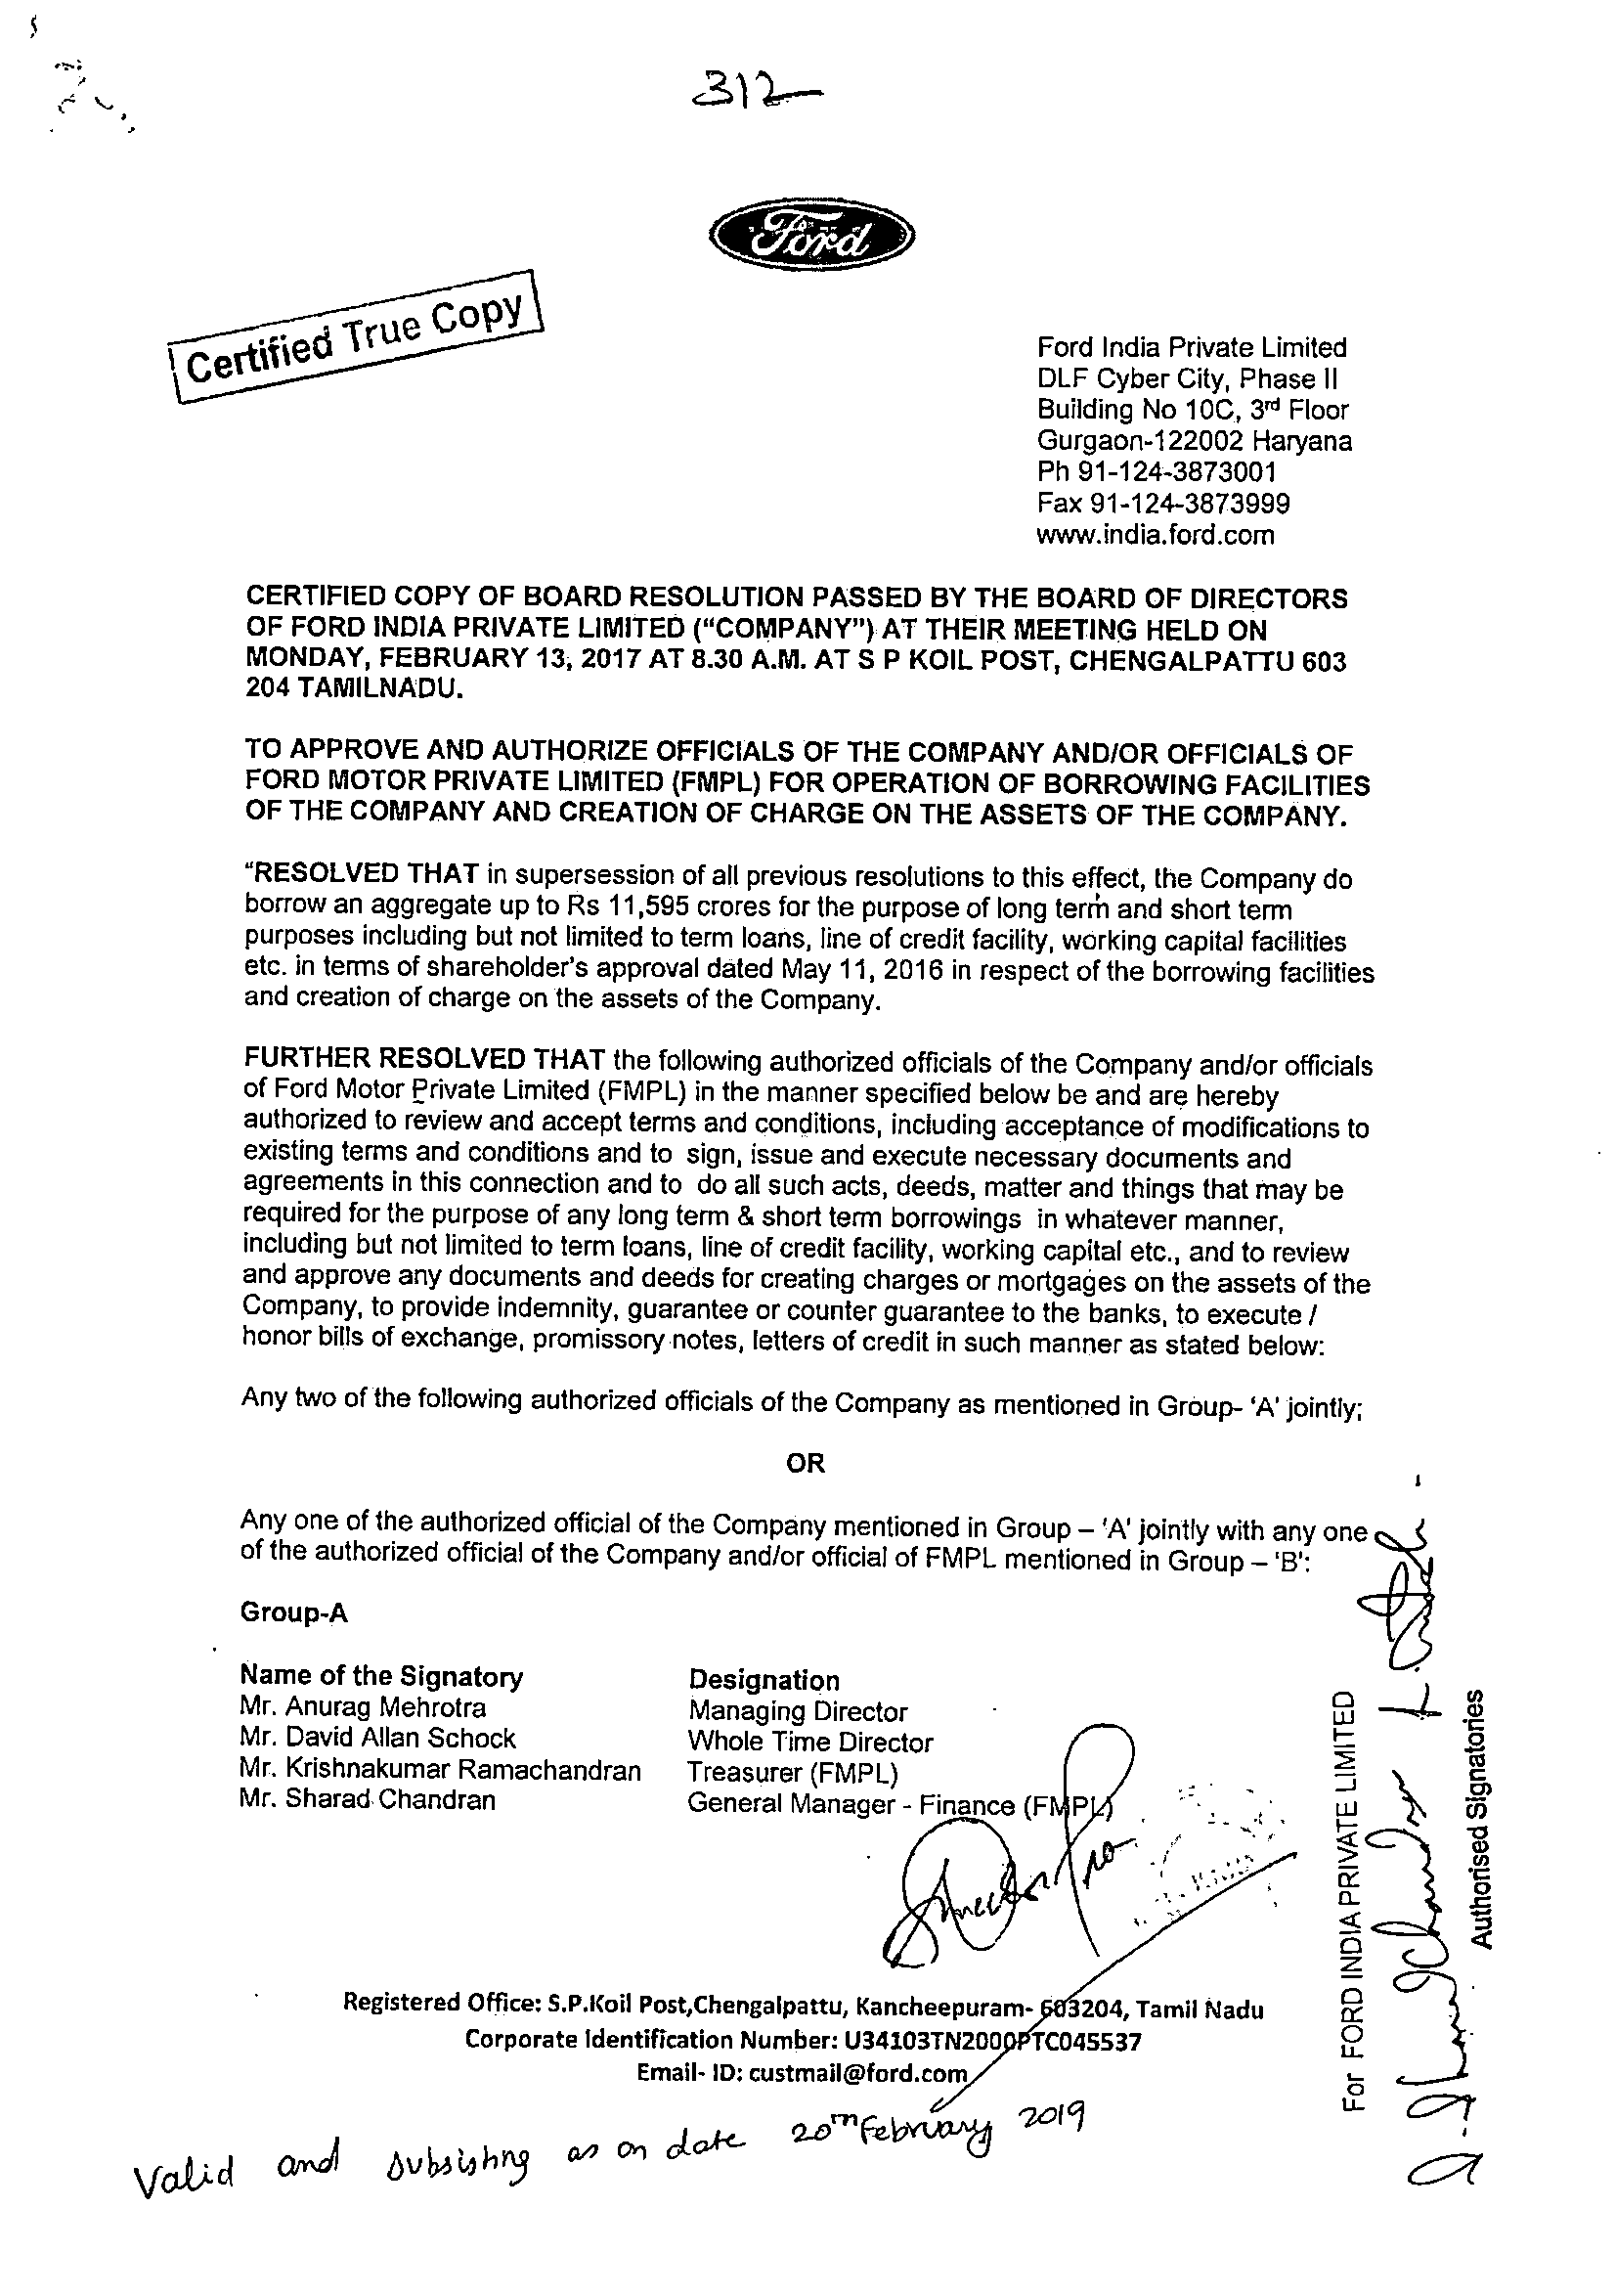 312
Ford
Certified True Copy
Ford India Private Limited
DLF Cyber City, Phase II
Building No 10C, 3rd Floor
Gurgaon-122002 Haryana
Ph 91-124-3873001
Fax 91-124-3873999
www.india.ford.com
CERTIFIED COPY OF BOARD RESOLUTION PASSED BY THE BOARD OF DIRECTORS
OF FORD INDIA PRIVATE LIMITED (“COMPANY”) AT THEIR MEETING HELD ON
MONDAY, FEBRUARY 13, 2017 AT 8.30 A.M. AT S P KOIL POST, CHENGALPATTU 603
204 TAMILNADU.
TO APPROVE AND AUTHORIZE OFFICIALS OF THE COMPANY AND/OR OFFICIALS OF
FORD MOTOR PRIVATE LIMITED (FMPL) FOR OPERATION OF BORROWING FACILITIES
OF THE COMPANY AND CREATION OF CHARGE ON THE ASSETS OF THE COMPANY.
“RESOLVED THAT in supersession of all previous resolutions to this effect, the Company do
borrow an aggregate up to Rs 11,595 crores for the purpose of long term and short term
purposes including but not limited to term loans, line of credit facility, working capital facilities
etc. in terms of shareholder's approval dated May 11, 2016 in respect of the borrowing facilities
and creation of charge on the assets of the Company.
FURTHER RESOLVED THAT the following authorized officials of the Company and/or officials
of Ford Motor Private Limited (FMPL) in the manner specified below be and are hereby
authorized to review and accept terms and conditions, including acceptance of modifications to
existing terms and conditions and to sign, issue and execute necessary documents and
agreements in this connection and to do all such acts, deeds, matter and things that may be
required for the purpose of any long term & short term borrowings in whatever manner,
including but not limited to term loans, line of credit facility, working capital etc., and to review
and approve any documents and deeds for creating charges or mortgages on the assets of the
Company, to provide indemnity, guarantee or counter guarantee to the banks, to execute /
honor bills of exchange, promissory notes, letters of credit in such manner as stated below:
Any two of the following authorized officials of the Company as mentioned in Group- 'A' jointly;
OR
Any one of the authorized official of the Company mentioned in Group – 'A' jointly with any one
of the authorized official of the Company and/or official of FMPL mentioned in Group – 'B':
Group-A
Name of the Signatory Designation
Mr. Anurag Mehrotra Managing Director
Mr. David Allan Schock Whole Time Director
Mr. Krishnakumar Ramachandran Treasurer (FMPL)
Mr. Sharad Chandran General Manager - Finance (FMPL)
For FORD INDIA PRIVATE LIMITED
Authorised Signatories
Registered Office: S.P.Koil Post,Chengalpattu, Kancheepuram- 603204, Tamil Nadu
Corporate Identification Number: U34103TN2000PTC045537
Email- ID: custmail@ford.com
Valid and subsisting as on date 20th February 2019